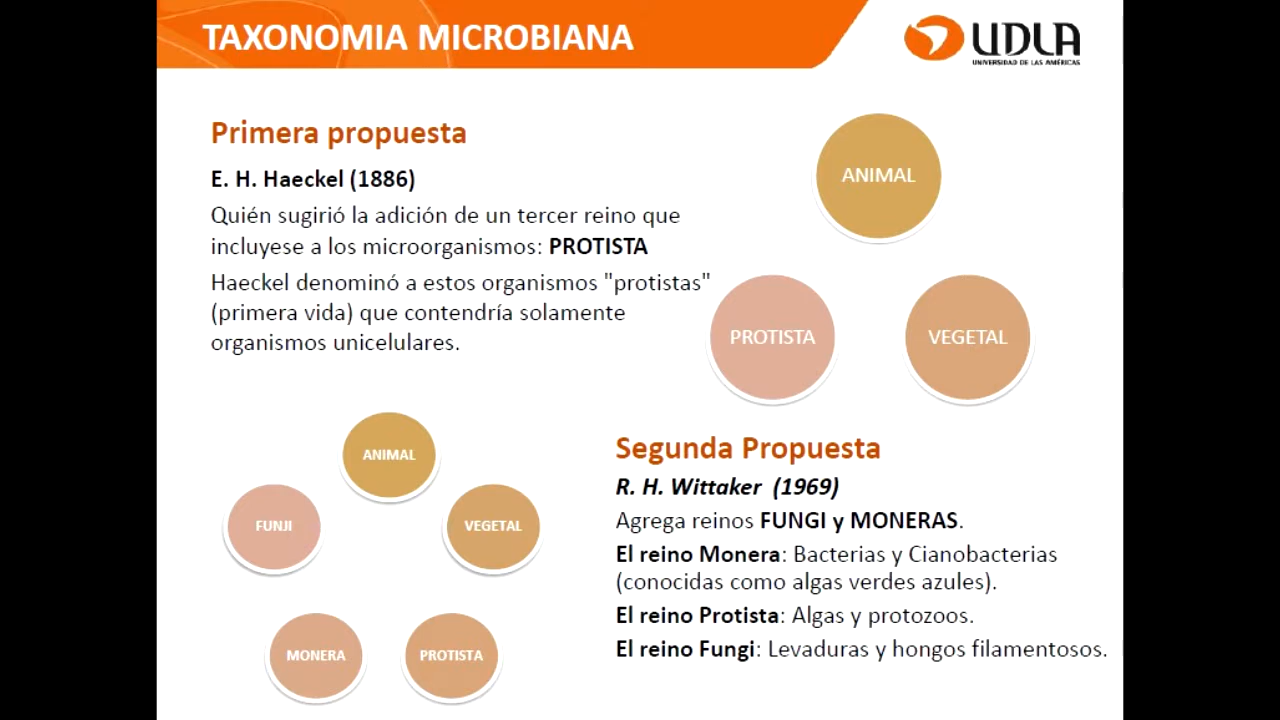 TAXONOMIA MICROBIANA
UDLA
UNIVERSIDAD DE LAS AMÉRICAS
Primera propuesta
E. H. Haeckel (1886)
Quién sugirió la adición de un tercer reino que
incluyese a los microorganismos: PROTISTA
Haeckel denominó a estos organismos "protistas"
(primera vida) que contendría solamente
organismos unicelulares.
ANIMAL
PROTISTA
VEGETAL
ANIMAL
FUNJI
VEGETAL
MONERA
PROTISTA
Segunda Propuesta
R. H. Wittaker (1969)
Agrega reinos FUNGI y MONERAS.
El reino Monera: Bacterias y Cianobacterias
(conocidas como algas verdes azules).
El reino Protista: Algas y protozoos.
El reino Fungi: Levaduras y hongos filamentosos.